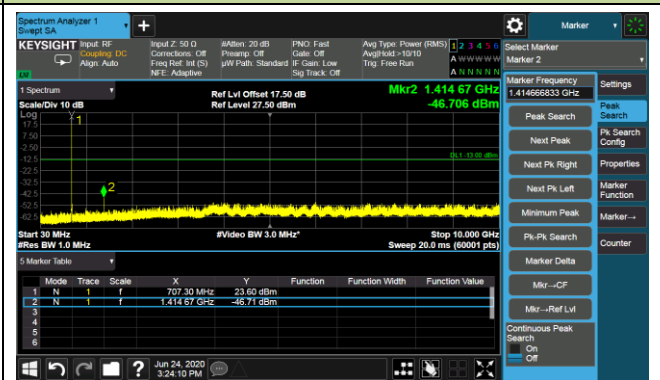 Spectrum Analyzer 1
Swept SA
+
Marker
KEYSIGHT
Input: RF
Coupling: DC
Align: Auto
Input Z: 50 Ω
Corrections: Off
Freq Ref: Int (S)
NFE: Adaptive
#Atten: 20 dB
Preamp: Off
µW Path: Standard
PNO: Fast
Gate: Off
IF Gain: Low
Sig Track: Off
Avg Type: Power (RMS)
Avg|Hold:>10/10
Trig: Free Run
1 2 3 4 5 6
A W W W W W
A N N N N N
Select Marker
Marker 2
1 Spectrum
Scale/Div 10 dB
Ref Lvl Offset 17.50 dB
Ref Level 27.50 dBm
Mkr2 1.414 67 GHz
-46.706 dBm
Log
17.5
7.50
-2.50
-12.5
-22.5
-32.5
-42.5
-52.5
-62.5
1
2
DL1 -13.00 dBm
Start 30 MHz
#Res BW 1.0 MHz
#Video BW 3.0 MHz*
Stop 10.000 GHz
Sweep 20.0 ms (60001 pts)
5 Marker Table
Mode Trace Scale X Y Function Function Width Function Value
1 N 1 f 707.30 MHz 23.60 dBm
2 N 1 f 1.414 67 GHz -46.71 dBm
3
4
5
6
Marker Frequency
1.414666833 GHz
Peak Search
Next Peak
Next Pk Right
Next Pk Left
Minimum Peak
Pk-Pk Search
Marker Delta
Mkr→CF
Mkr→Ref Lvl
Continuous Peak
Search
On
Off
Settings
Peak
Search
Pk Search
Config
Properties
Marker
Function
Marker→
Counter
?
Jun 24, 2020
3:24:10 PM